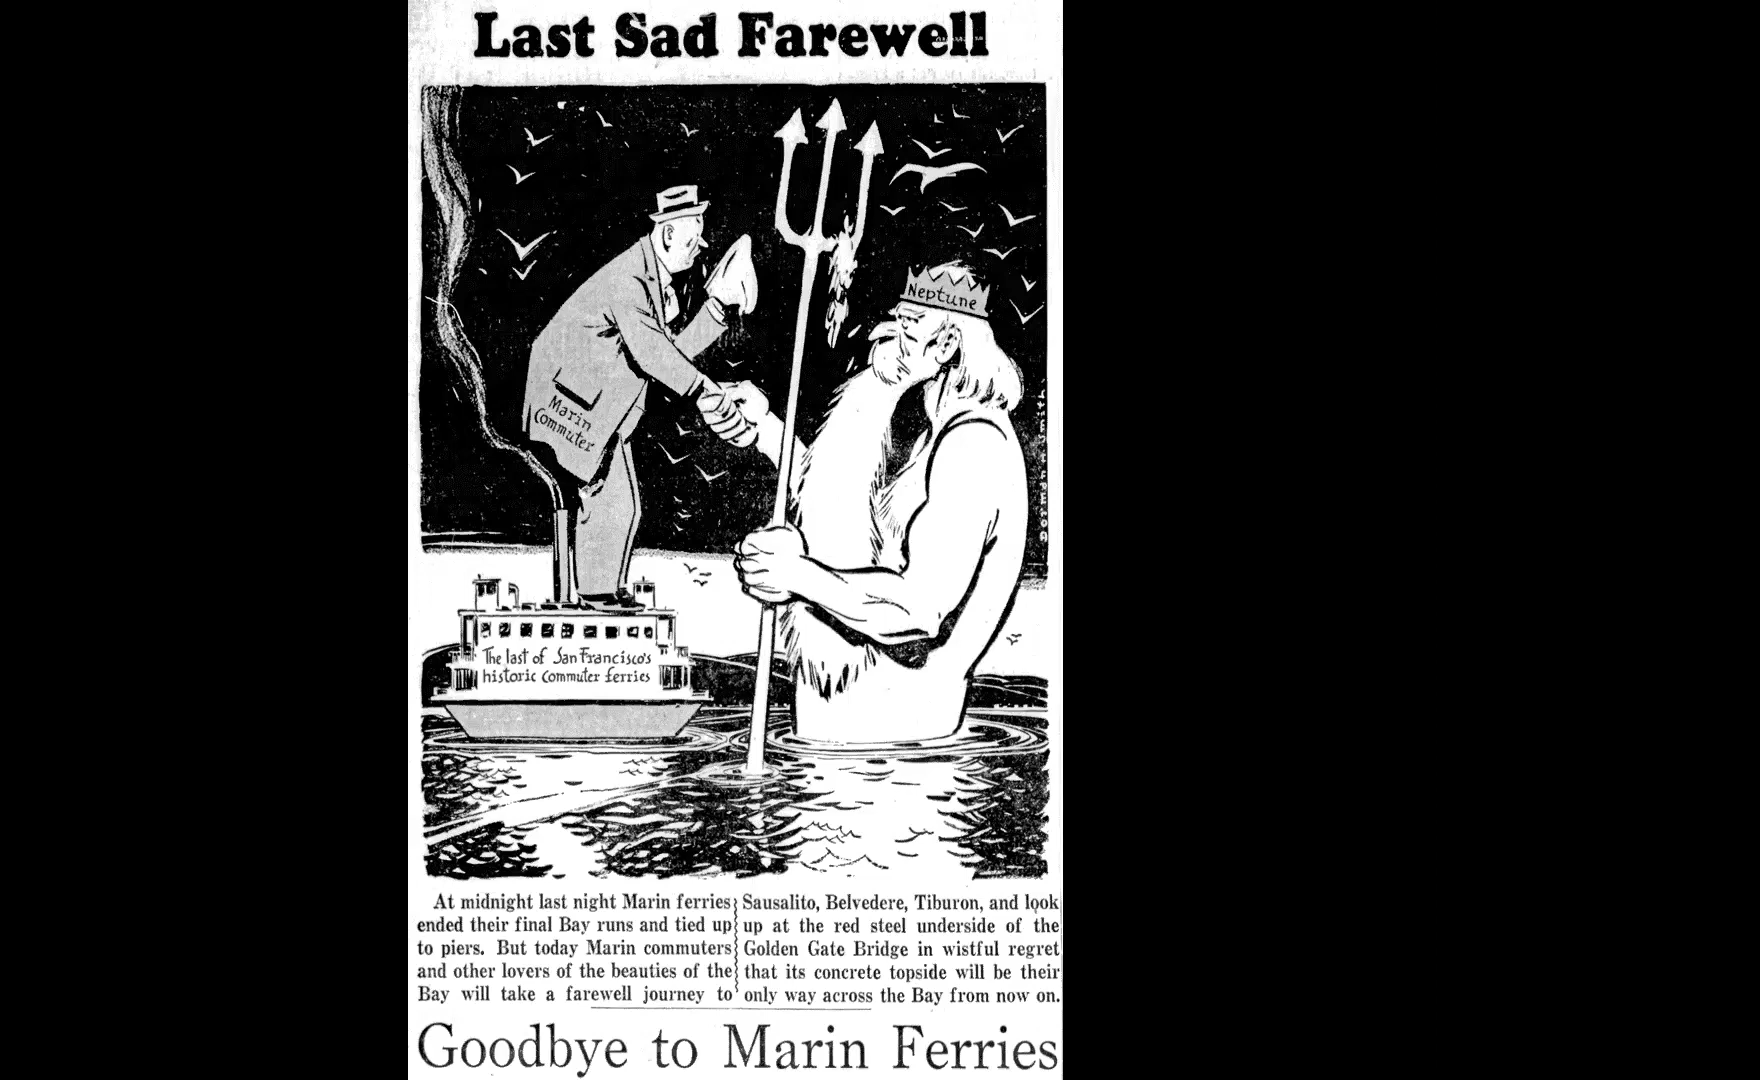 Last Sad Farewell
Neptune
Marin
Commuter
The last of San Francisco's
historic commuter ferries
At midnight last night Marin ferries
ended their final Bay runs and tied up
to piers. But today Marin commuters
and other lovers of the beauties of the
Bay will take a farewell journey to
Sausalito, Belvedere, Tiburon, and look
up at the red steel underside of the
Golden Gate Bridge in wistful regret
that its concrete topside will be their
only way across the Bay from now on.
Goodbye to Marin Ferries